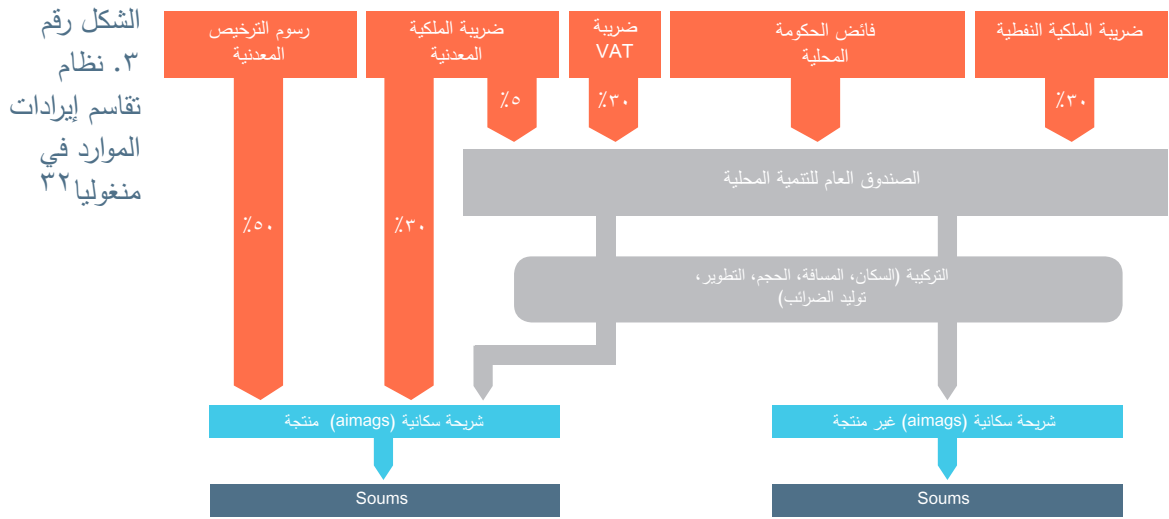 الشكل رقم
٣. نظام
تقاسم إيرادات
الموارد في
منغوليا٣٢
ضريبة الملكية النفطية
فائض الحكومة
المحلية
ضريبة
VAT
ضريبة الملكية
المعدنية
رسوم الترخيص
المعدنية
٪٣٠
٪٣٠
٪٥
الصندوق العام للتنمية المحلية
٪٣٠
٪٥٠
التركيبة (السكان، المسافة، الحجم، التطوير،
توليد الضرائب)
شريحة سكانية (aimags) غير منتجة
شريحة سكانية (aimags) منتجة
Soums
Soums